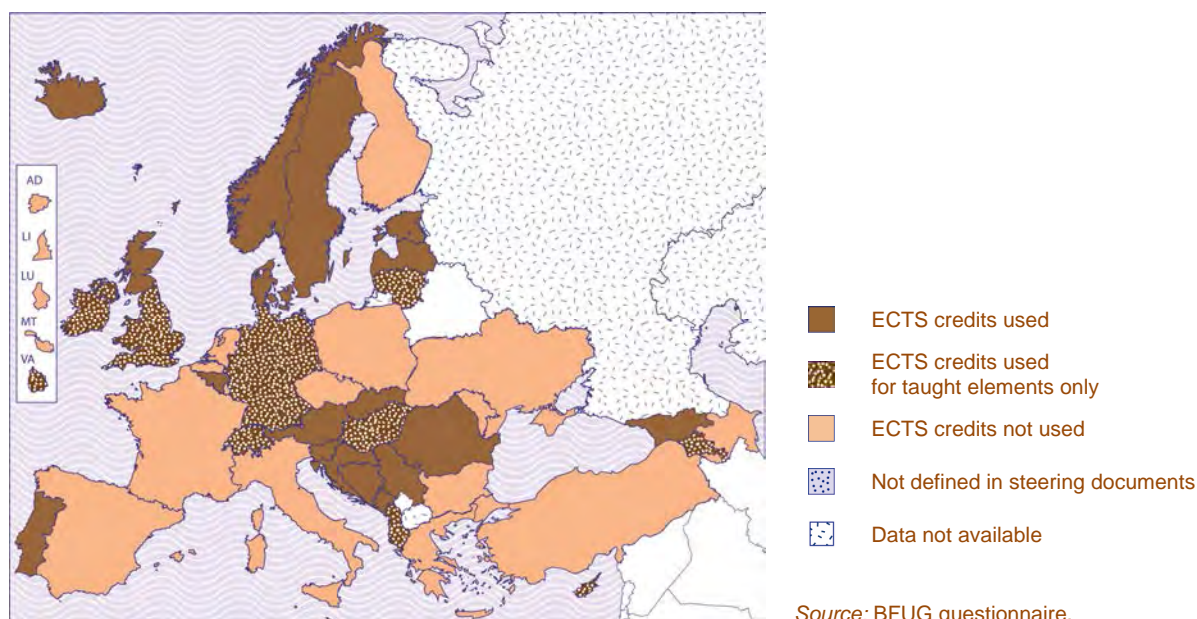 AD
LI
LU
MT
VA
ECTS credits used
ECTS credits used
for taught elements only
ECTS credits not used
Not defined in steering documents
Data not available
Source: BFUG questionnaire.